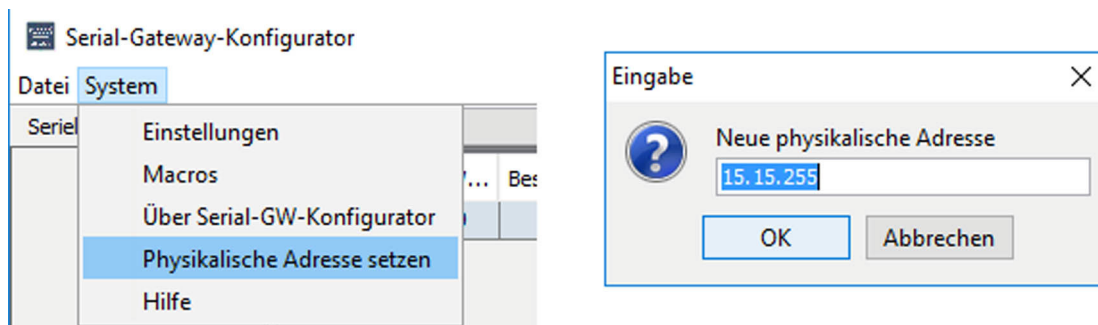 Serial-Gateway-Konfigurator
Datei System
Einstellungen
Macros
Über Serial-GW-Konfigurator
Physikalische Adresse setzen
Hilfe
Eingabe
Neue physikalische Adresse
15.15.255
OK Abbrechen